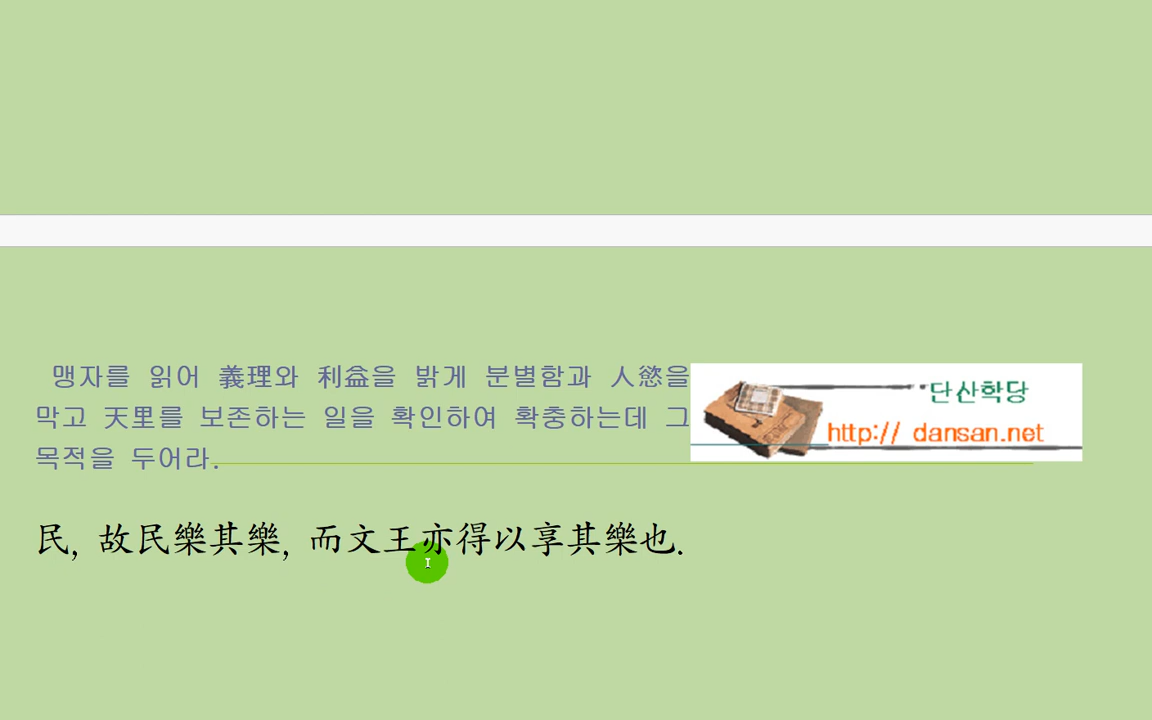 맹자를 읽어 義理와 利益을 밝게 분별함과 人慾을
막고 天里를 보존하는 일을 확인하여 확충하는데 그
목적을 두어라.
단산학당
http:// dansan.net
民, 故民樂其樂, 而文王亦得以享其樂也.